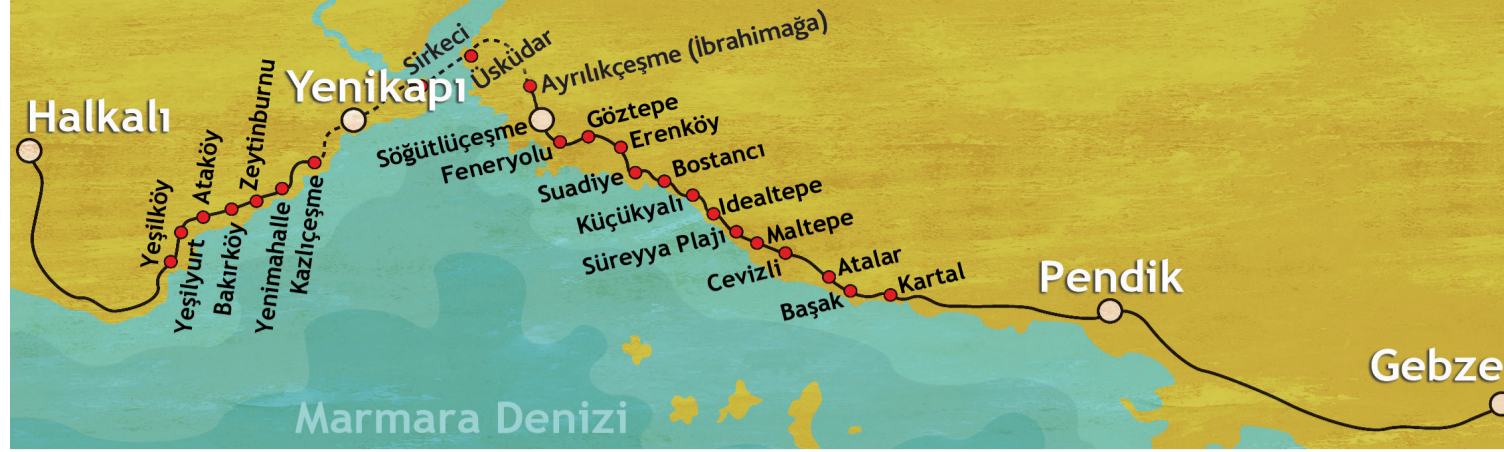 Halkalı
Yeşilköy
Yeşilyurt
Ataköy
Bakırköy
Zeytinburnu
Yenimahalle
Kazlıçeşme
Yenikapı
Sirkeci
Üsküdar
Ayrılıkçeşme (İbrahimağa)
Söğütlüçeşme
Feneryolu
Göztepe
Erenköy
Suadiye
Bostancı
Küçükyalı
Idealtepe
Süreyya Plajı
Maltepe
Cevizli
Atalar
Başak
Kartal
Pendik
Gebze
Marmara Denizi